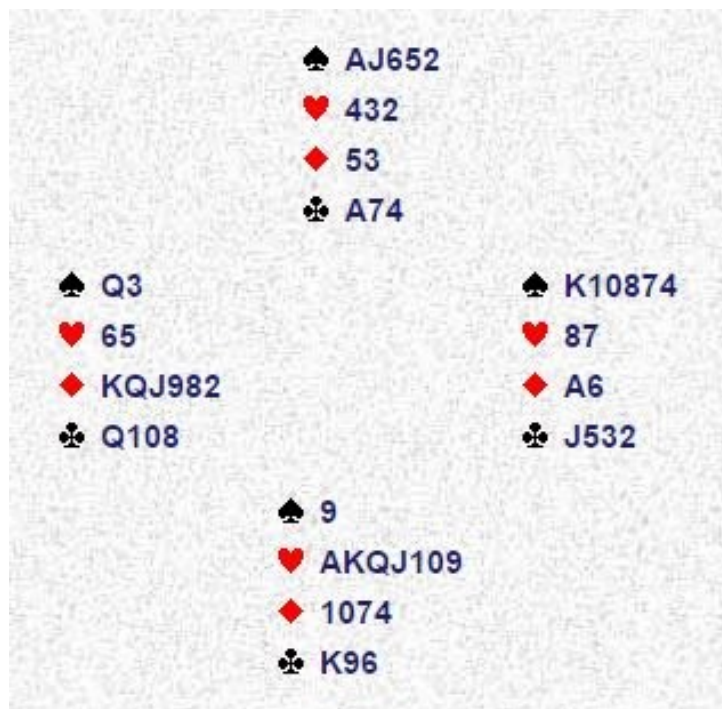 ♠ AJ652
♥ 432
♦ 53
♣ A74
♠ Q3
♥ 65
♦ KQJ982
♣ Q108
♠ K10874
♥ 87
♦ A6
♣ J532
♠ 9
♥ AKQJ109
♦ 1074
♣ K96